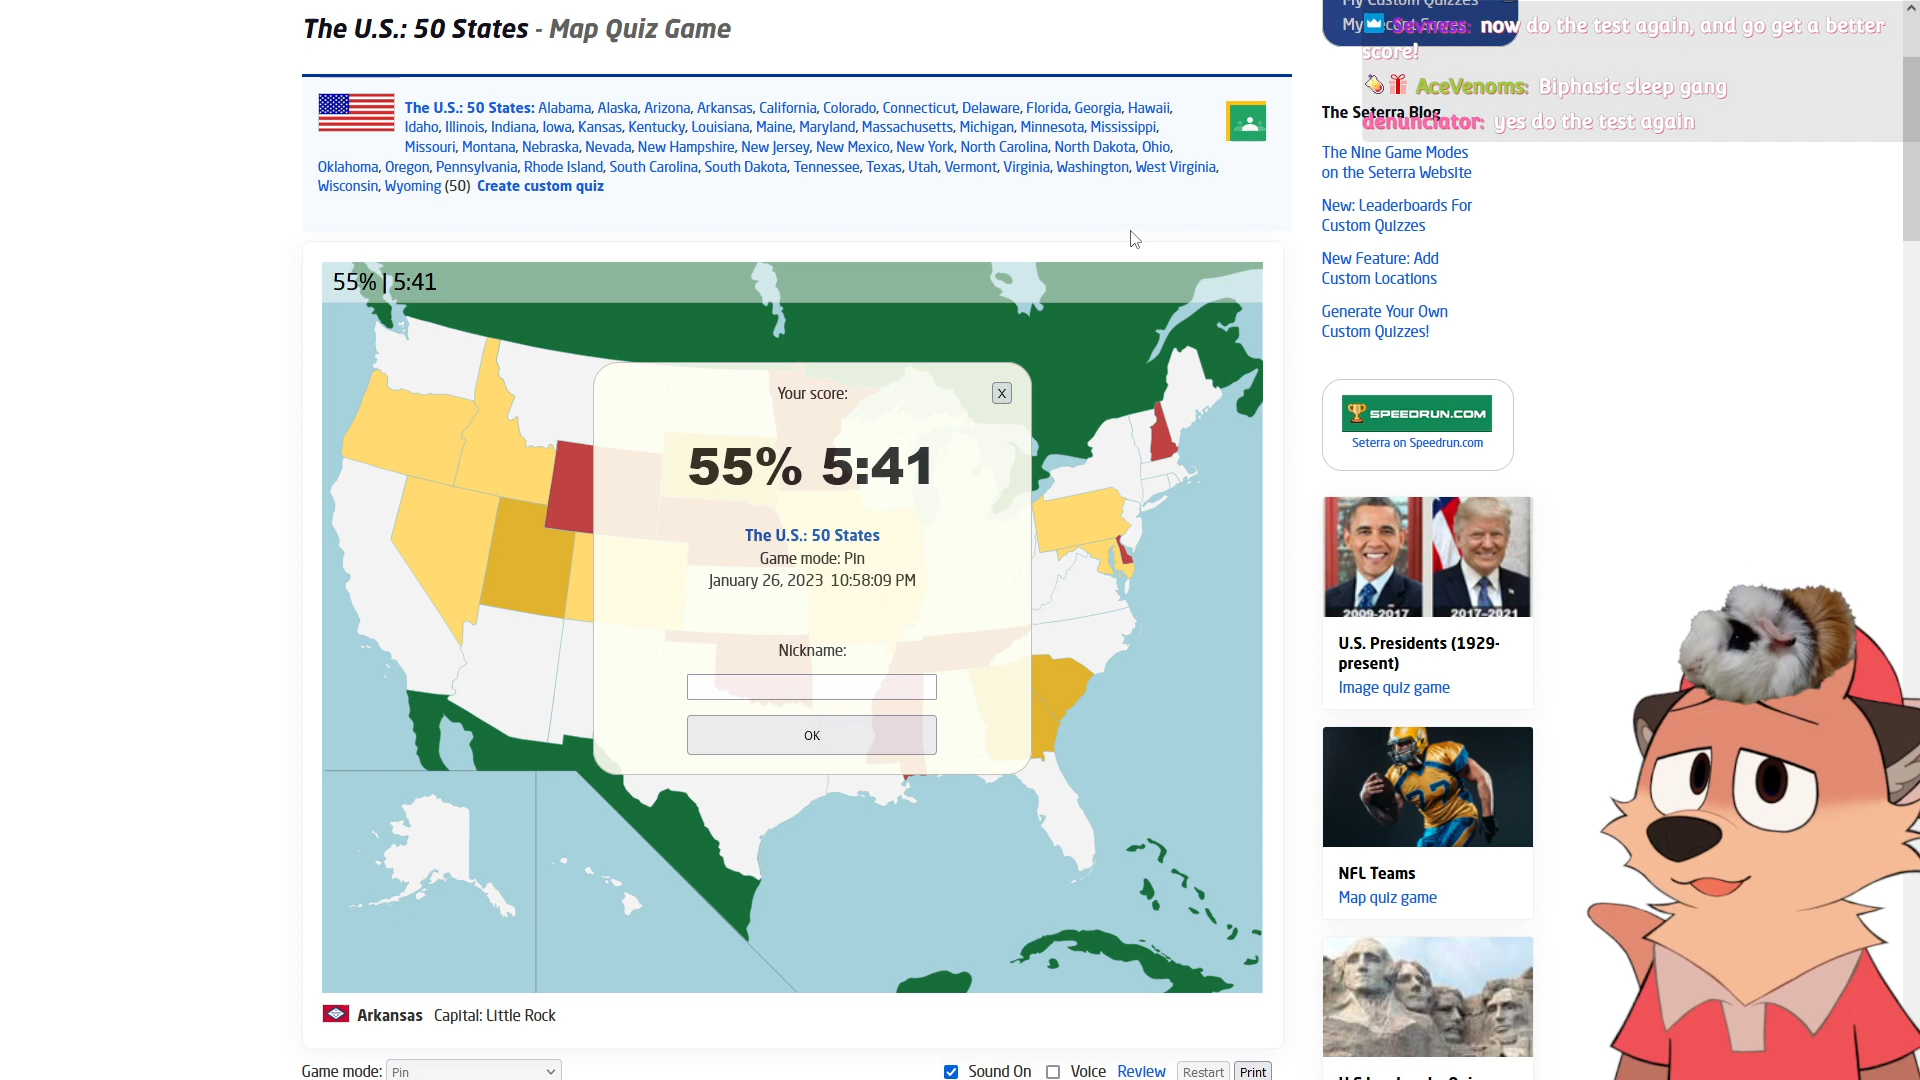 The U.S.: 50 States - Map Quiz Game
The U.S.: 50 States: Alabama, Alaska, Arizona, Arkansas, California, Colorado, Connecticut, Delaware, Florida, Georgia, Hawaii,
Idaho, Illinois, Indiana, Iowa, Kansas, Kentucky, Louisiana, Maine, Maryland, Massachusetts, Michigan, Minnesota, Mississippi,
Missouri, Montana, Nebraska, Nevada, New Hampshire, New Jersey, New Mexico, New York, North Carolina, North Dakota, Ohio,
Oklahoma, Oregon, Pennsylvania, Rhode Island, South Carolina, South Dakota, Tennessee, Texas, Utah, Vermont, Virginia, Washington, West Virginia,
Wisconsin, Wyoming (50) Create custom quiz
55% | 5:41
Your score:
X
55% 5:41
The U.S.: 50 States
Game mode: Pin
January 26, 2023 10:58:09 PM
Nickname:
OK
Arkansas Capital: Little Rock
Game mode: Pin
Sound On Voice Review Restart Print
My Custom Quizzes
Sevness: now do the test again, and go get a better
score!
AceVenoms: Biphasic sleep gang
denunciator: yes do the test again
The Seterra Blog
The Nine Game Modes
on the Seterra Website
New: Leaderboards For
Custom Quizzes
New Feature: Add
Custom Locations
Generate Your Own
Custom Quizzes!
SPEEDRUN.COM
Seterra on Speedrun.com
2009-2017 2017-2021
U.S. Presidents (1929-
present)
Image quiz game
22
NFL Teams
Map quiz game